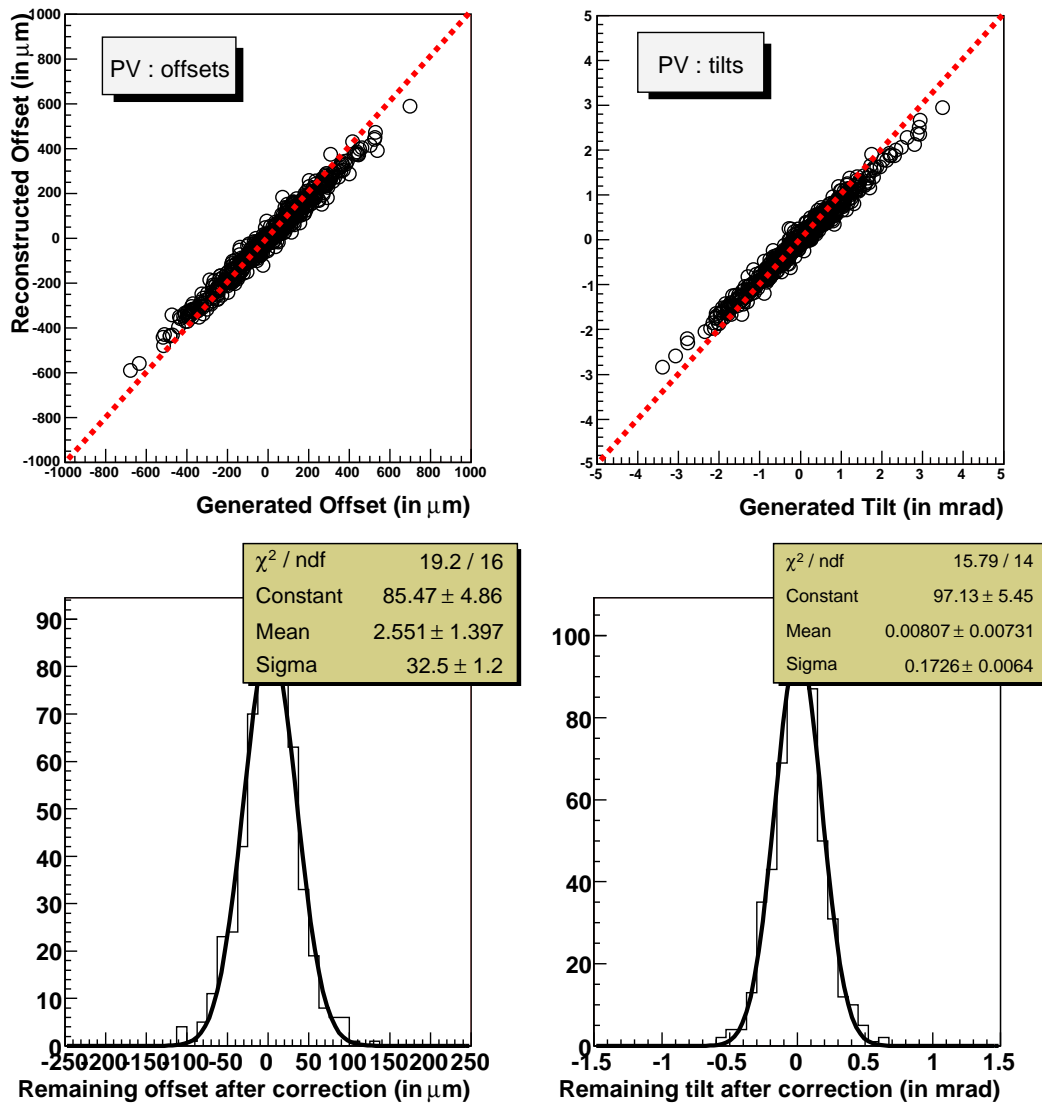 PV : offsets
Reconstructed Offset (in μm)
1000
800
600
400
200
0
-200
-400
-600
-800
-1000
-1000 -800 -600 -400 -200 0 200 400 600 800 1000
Generated Offset (in μm)
PV : tilts
5
4
3
2
1
0
-1
-2
-3
-4
-5
-5 -4 -3 -2 -1 0 1 2 3 4 5
Generated Tilt (in mrad)
χ² / ndf 19.2 / 16
Constant 85.47 ± 4.86
Mean 2.551 ± 1.397
Sigma 32.5 ± 1.2
90
80
70
60
50
40
30
20
10
0
-250 -200 -150 -100 -50 0 50 100 150 200 250
Remaining offset after correction (in μm)
χ² / ndf 15.79 / 14
Constant 97.13 ± 5.45
Mean 0.00807 ± 0.00731
Sigma 0.1726 ± 0.0064
100
80
60
40
20
0
-1.5 -1 -0.5 0 0.5 1 1.5
Remaining tilt after correction (in mrad)